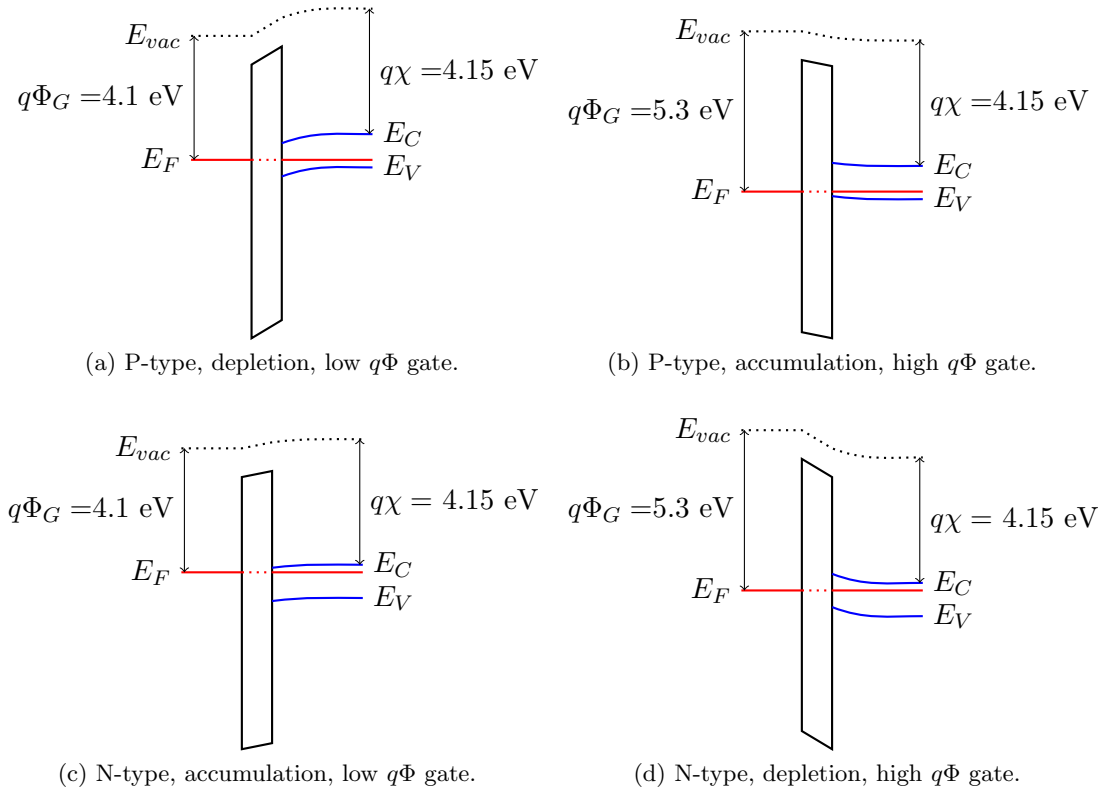 E_vac
qΦ_G =4.1 eV
qχ =4.15 eV
E_C
E_F
E_V
(a) P-type, depletion, low qΦ gate.
E_vac
qΦ_G =5.3 eV
qχ =4.15 eV
E_C
E_F
E_V
(b) P-type, accumulation, high qΦ gate.
E_vac
qΦ_G =4.1 eV
qχ = 4.15 eV
E_C
E_F
E_V
(c) N-type, accumulation, low qΦ gate.
E_vac
qΦ_G =5.3 eV
qχ = 4.15 eV
E_C
E_F
E_V
(d) N-type, depletion, high qΦ gate.